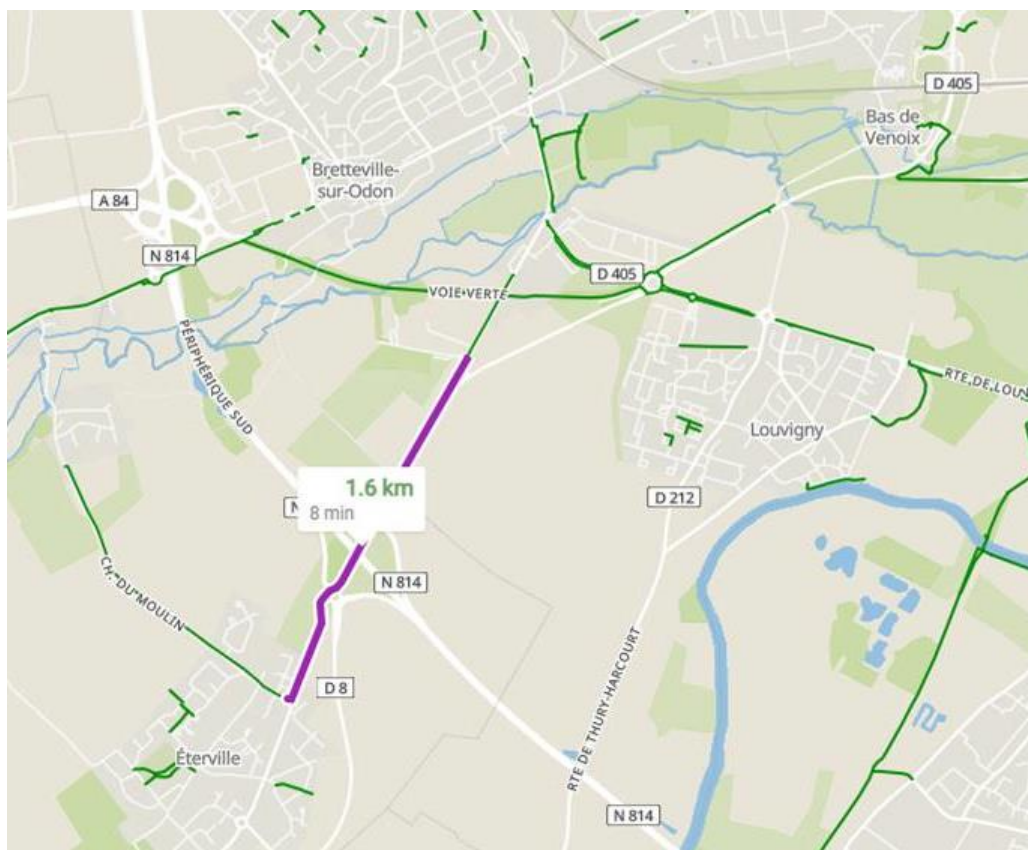 D 405
Bas de
Venoix
Bretteville-
sur-Odon
A 84
N 814
D 405
VOIE VERTE
PÉRIPHÉRIQUE SUD
RTE DE LOU
Louvigny
1.6 km
8 min
N
D 212
N 814
CH. DU MOULIN
D 8
RTE DE THURY-HARCOURT
Éterville
N 814